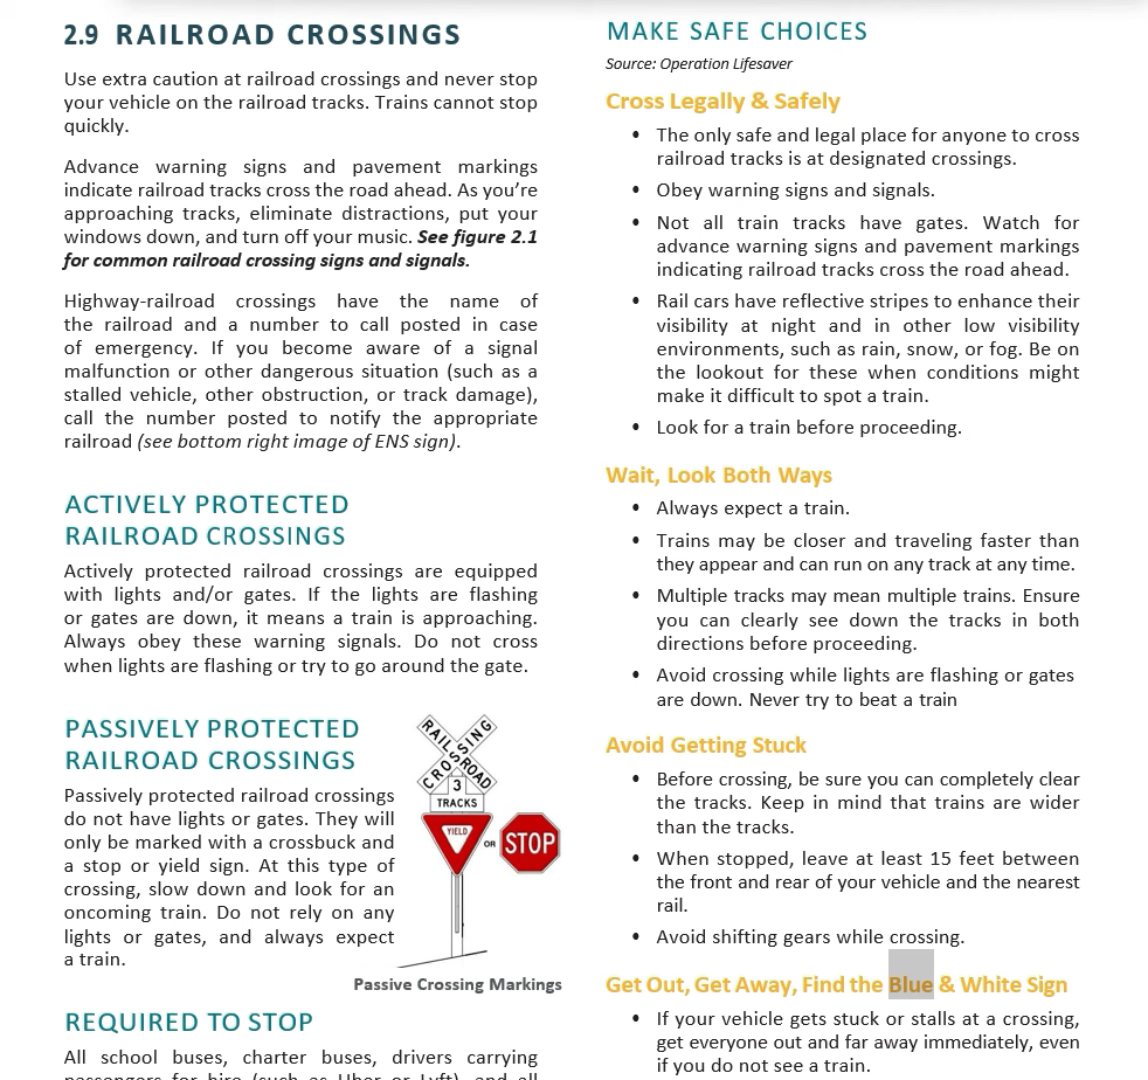 2.9 RAILROAD CROSSINGS
Use extra caution at railroad crossings and never stop
your vehicle on the railroad tracks. Trains cannot stop
quickly.
Advance warning signs and pavement markings
indicate railroad tracks cross the road ahead. As you’re
approaching tracks, eliminate distractions, put your
windows down, and turn off your music. See figure 2.1
for common railroad crossing signs and signals.
Highway-railroad crossings have the name of
the railroad and a number to call posted in case
of emergency. If you become aware of a signal
malfunction or other dangerous situation (such as a
stalled vehicle, other obstruction, or track damage),
call the number posted to notify the appropriate
railroad (see bottom right image of ENS sign).
ACTIVELY PROTECTED
RAILROAD CROSSINGS
Actively protected railroad crossings are equipped
with lights and/or gates. If the lights are flashing
or gates are down, it means a train is approaching.
Always obey these warning signals. Do not cross
when lights are flashing or try to go around the gate.
PASSIVELY PROTECTED
RAILROAD CROSSINGS
Passively protected railroad crossings
do not have lights or gates. They will
only be marked with a crossbuck and
a stop or yield sign. At this type of
crossing, slow down and look for an
oncoming train. Do not rely on any
lights or gates, and always expect
a train.
RAILROAD
CROSSING
3
TRACKS
YIELD
OR
STOP
Passive Crossing Markings
REQUIRED TO STOP
All school buses, charter buses, drivers carrying
passengers for hire (such as Uber or Lyft), and all
MAKE SAFE CHOICES
Source: Operation Lifesaver
Cross Legally & Safely
• The only safe and legal place for anyone to cross
railroad tracks is at designated crossings.
• Obey warning signs and signals.
• Not all train tracks have gates. Watch for
advance warning signs and pavement markings
indicating railroad tracks cross the road ahead.
• Rail cars have reflective stripes to enhance their
visibility at night and in other low visibility
environments, such as rain, snow, or fog. Be on
the lookout for these when conditions might
make it difficult to spot a train.
• Look for a train before proceeding.
Wait, Look Both Ways
• Always expect a train.
• Trains may be closer and traveling faster than
they appear and can run on any track at any time.
• Multiple tracks may mean multiple trains. Ensure
you can clearly see down the tracks in both
directions before proceeding.
• Avoid crossing while lights are flashing or gates
are down. Never try to beat a train
Avoid Getting Stuck
• Before crossing, be sure you can completely clear
the tracks. Keep in mind that trains are wider
than the tracks.
• When stopped, leave at least 15 feet between
the front and rear of your vehicle and the nearest
rail.
• Avoid shifting gears while crossing.
Get Out, Get Away, Find the Blue & White Sign
• If your vehicle gets stuck or stalls at a crossing,
get everyone out and far away immediately, even
if you do not see a train.